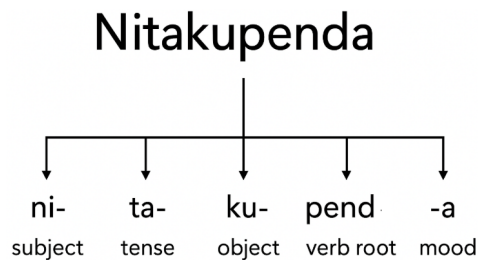 Nitakupenda
ni- ta- ku- pend -a
subject tense object verb root mood